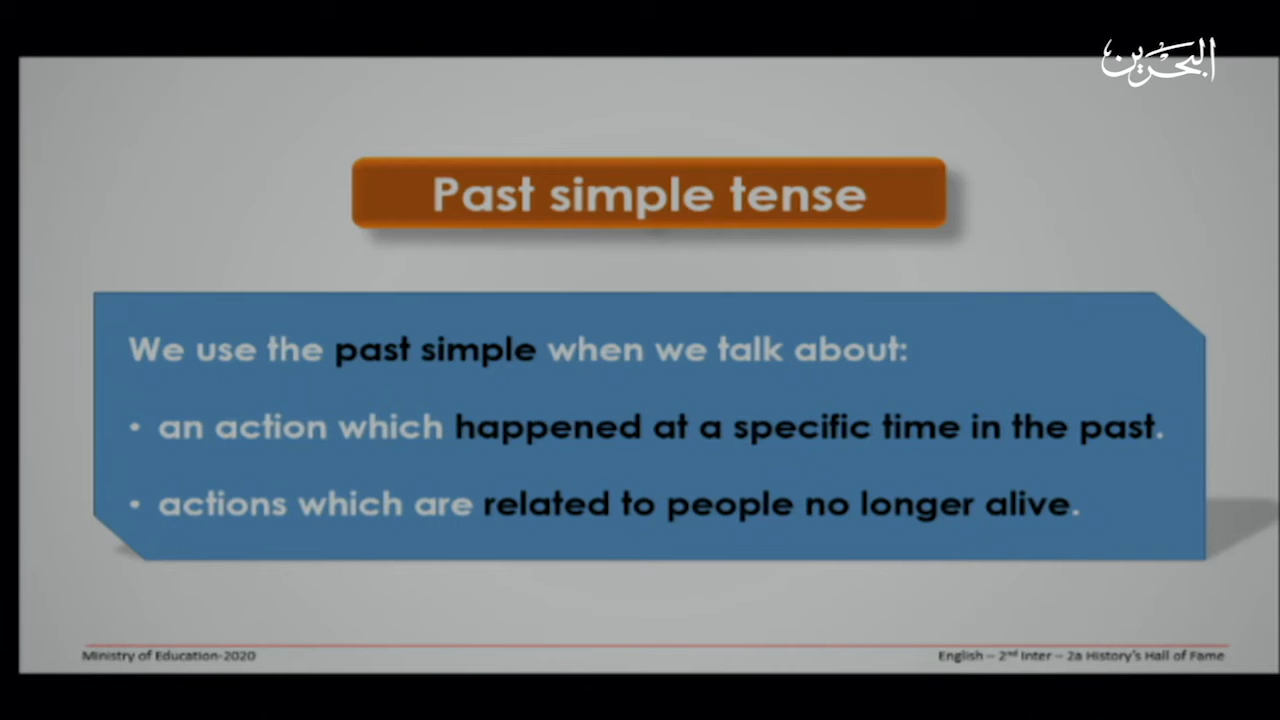 البحرين
Past simple tense
We use the past simple when we talk about:
• an action which happened at a specific time in the past.
• actions which are related to people no longer alive.
Ministry of Education-2020
English – 2nd Inter – 2a History's Hall of Fame